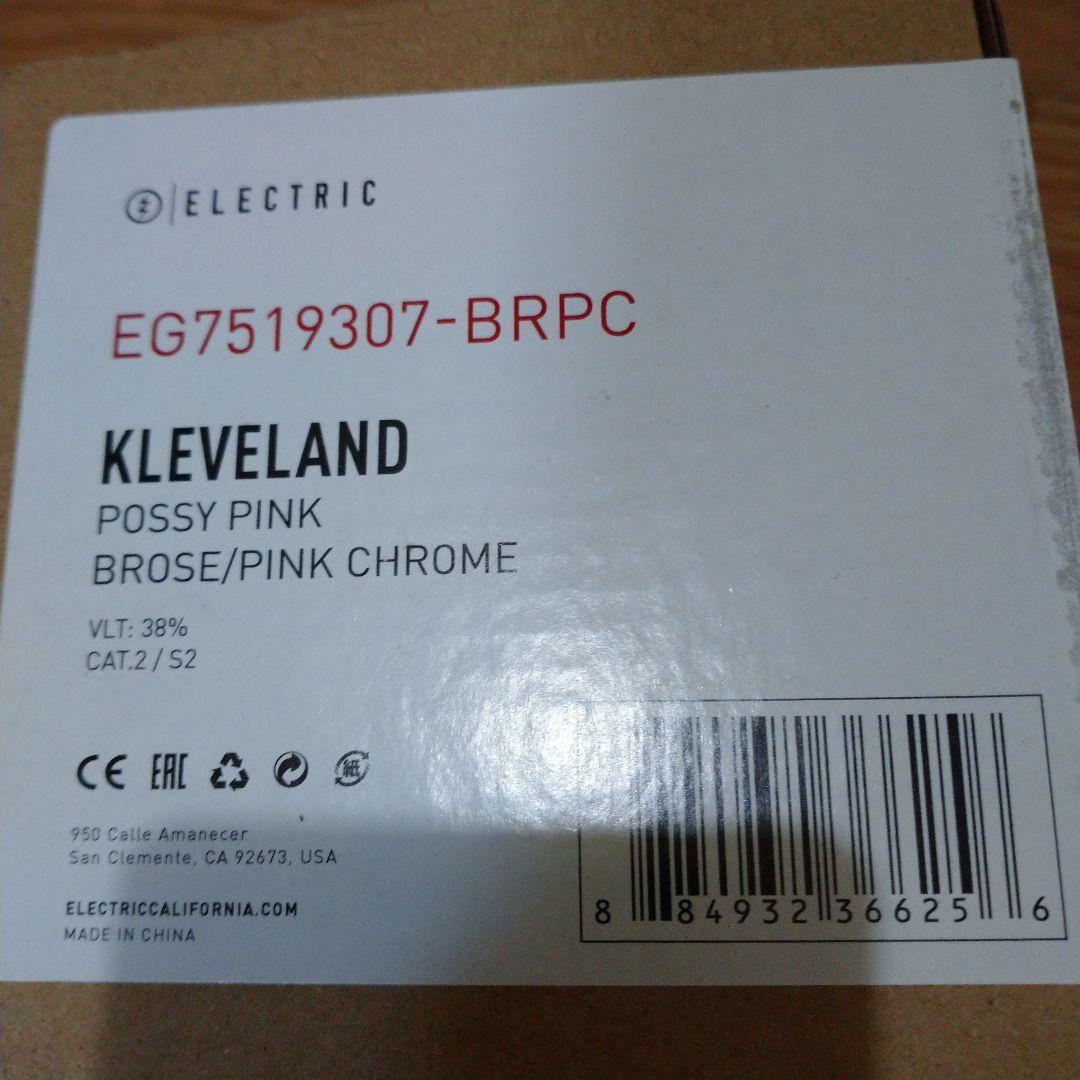 ELECTRIC
EG7519307-BRPC
KLEVELAND
POSSY PINK
BROSE/PINK CHROME
VLT: 38%
CAT.2 / S2
CE EAC 紙
950 Calle Amanecer
San Clemente, CA 92673, USA
ELECTRICCALIFORNIA.COM
MADE IN CHINA
8 84932 36625 6